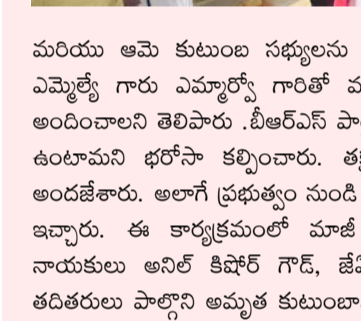 మరియు ఆమె కుటుంబ సభ్యులను
ఎమ్మెల్యే గారు ఎమ్మార్వో గారితో
అందించాలని తెలిపారు .బీఆర్ఎస్
ఉంటామని భరోసా కల్పించారు.
అందజేశారు. అలాగే ప్రభుత్వం నుండి
ఇచ్చారు. ఈ కార్యక్రమంలో మాజీ
నాయకులు అనిల్ కిషోర్ గౌడ్,
తదితరులు పాల్గొని అమృత